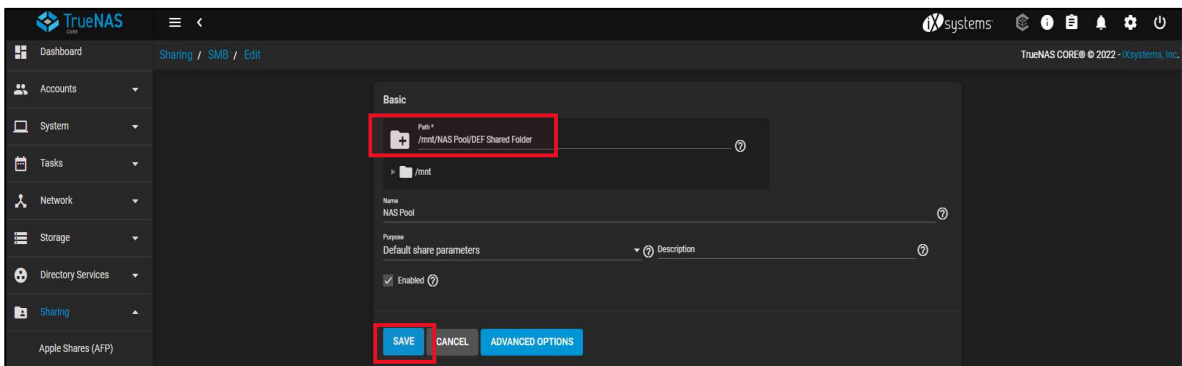 TrueNAS
CORE
iXsystems
Dashboard
Sharing / SMB / Edit
TrueNAS CORE® © 2022 - iXsystems, Inc.
Accounts
Basic
System
Path *
/mnt/NAS Pool/DEF Shared Folder
Tasks
/mnt
Network
Name
NAS Pool
Storage
Purpose
Default share parameters
Description
Directory Services
Enabled
Sharing
SAVE CANCEL ADVANCED OPTIONS
Apple Shares (AFP)